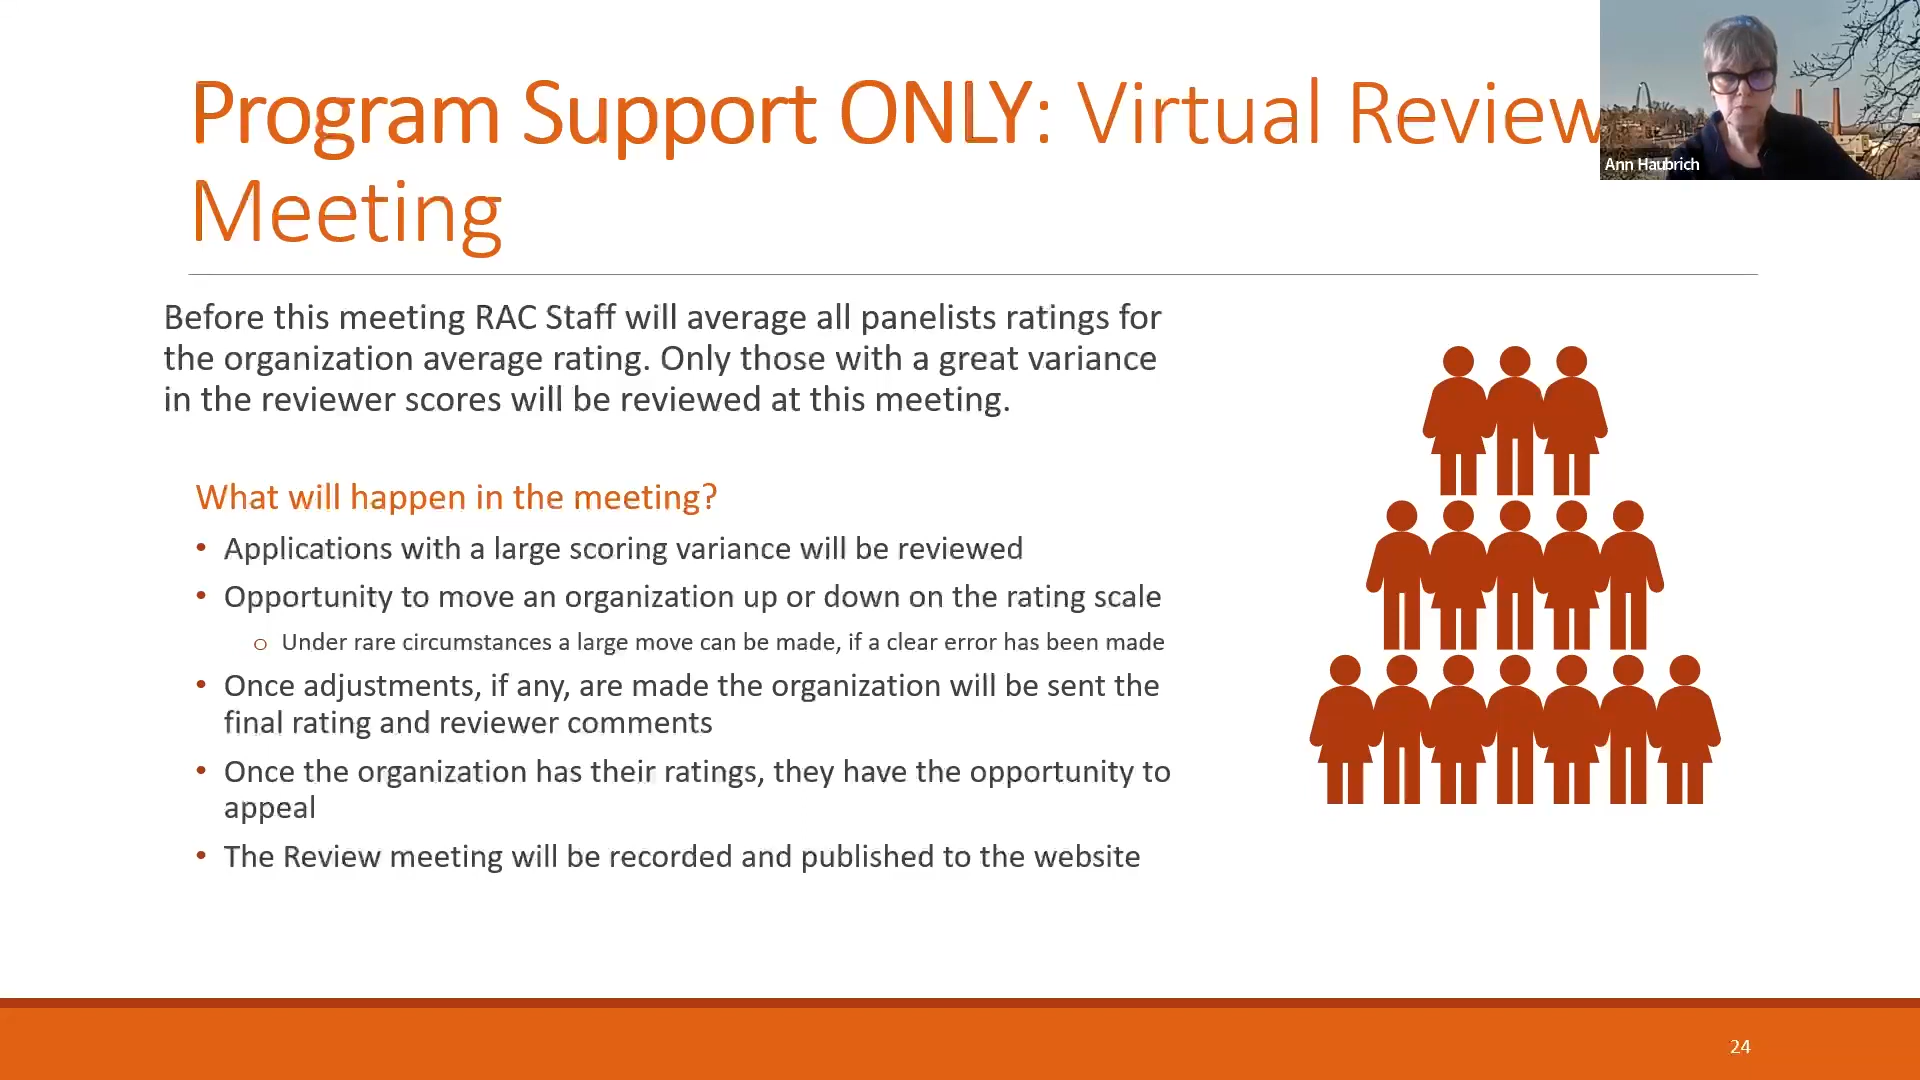 Program Support ONLY: Virtual Review
Meeting
Ann Haubrich
Before this meeting RAC Staff will average all panelists ratings for
the organization average rating. Only those with a great variance
in the reviewer scores will be reviewed at this meeting.
What will happen in the meeting?
• Applications with a large scoring variance will be reviewed
• Opportunity to move an organization up or down on the rating scale
o Under rare circumstances a large move can be made, if a clear error has been made
• Once adjustments, if any, are made the organization will be sent the
final rating and reviewer comments
• Once the organization has their ratings, they have the opportunity to
appeal
• The Review meeting will be recorded and published to the website
24